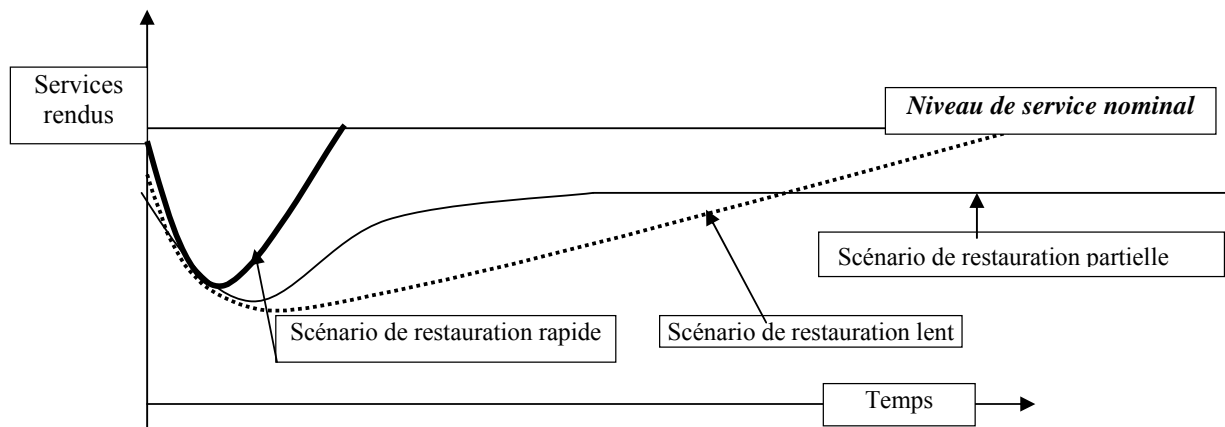 Services
rendus
Niveau de service nominal
Scénario de restauration partielle
Scénario de restauration rapide
Scénario de restauration lent
Temps